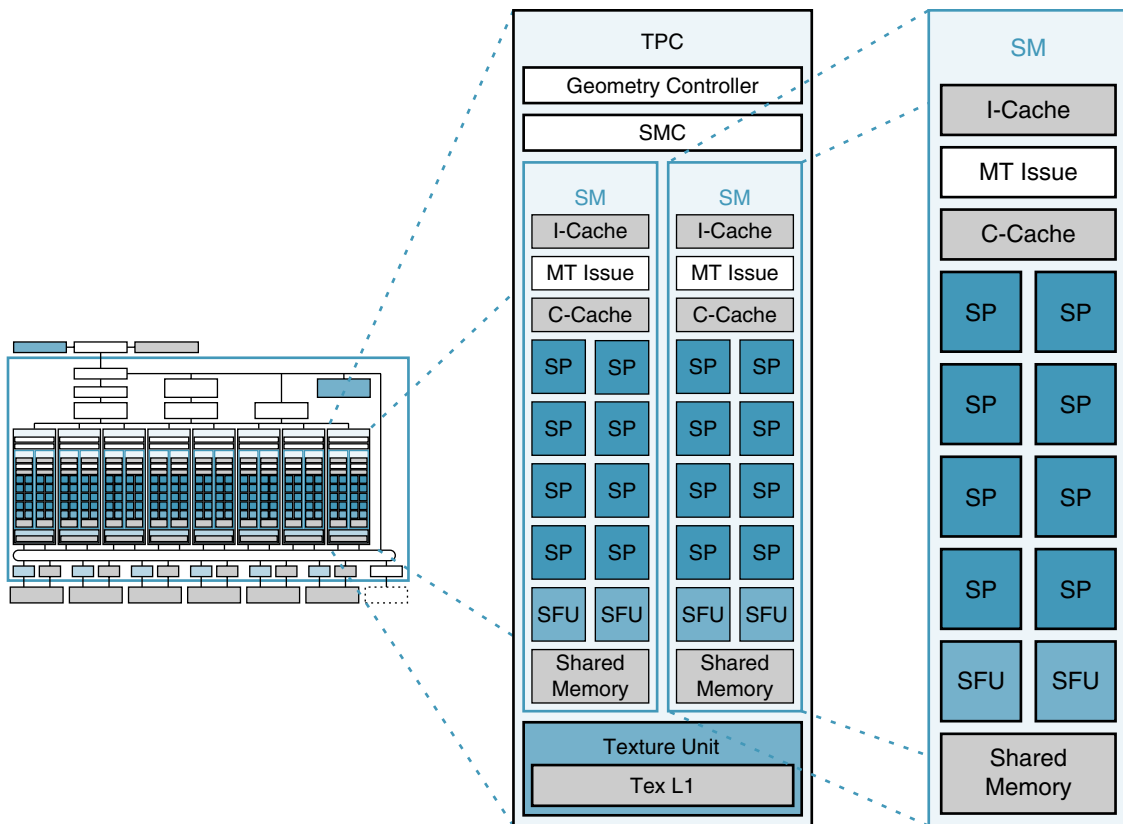 TPC
Geometry Controller
SMC
SM
I-Cache
MT Issue
C-Cache
SP SP
SP SP
SP SP
SP SP
SFU SFU
Shared
Memory
SM
I-Cache
MT Issue
C-Cache
SP SP
SP SP
SP SP
SP SP
SFU SFU
Shared
Memory
Texture Unit
Tex L1
SM
I-Cache
MT Issue
C-Cache
SP SP
SP SP
SP SP
SP SP
SFU SFU
Shared
Memory